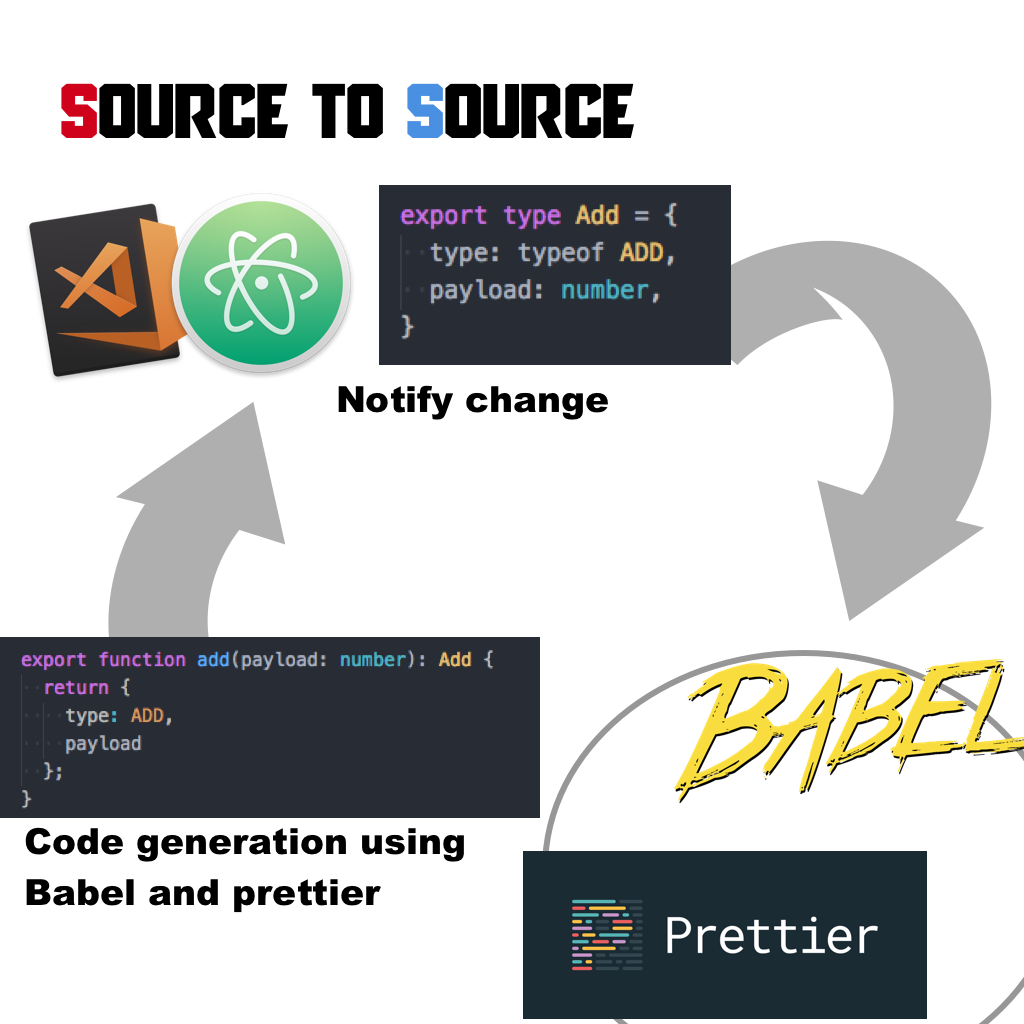 SOURCE TO SOURCE
export type Add = {
type: typeof ADD,
payload: number,
}
Notify change
export function add(payload: number): Add {
return {
type: ADD,
payload
};
}
Code generation using
Babel and prettier
BABEL
Prettier